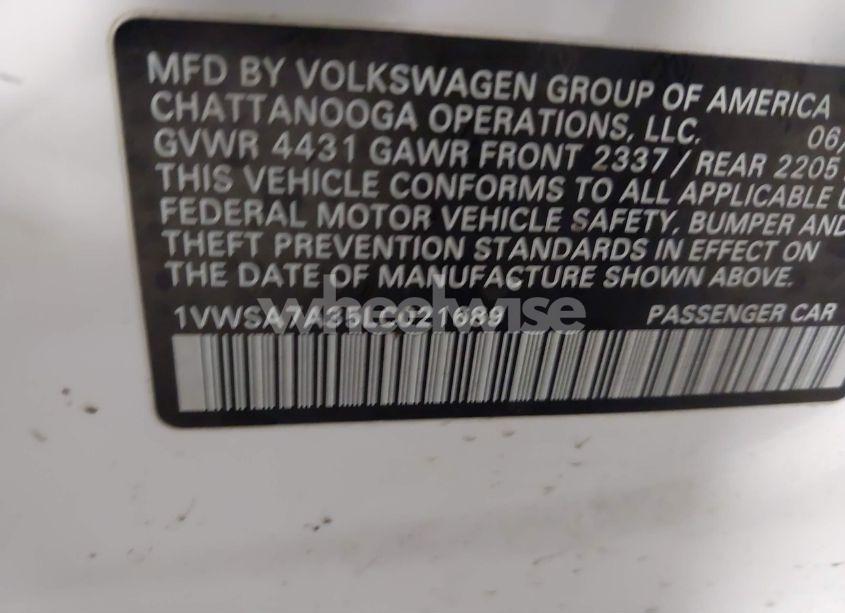 MFD BY VOLKSWAGEN GROUP OF AMERICA
CHATTANOOGA OPERATIONS, LLC. 06/
GVWR 4431 GAWR FRONT 2337 / REAR 2205
THIS VEHICLE CONFORMS TO ALL APPLICABLE
FEDERAL MOTOR VEHICLE SAFETY, BUMPER AND
THEFT PREVENTION STANDARDS IN EFFECT ON
THE DATE OF MANUFACTURE SHOWN ABOVE.
wheelwise
1VWSA7A35LC021689 PASSENGER CAR